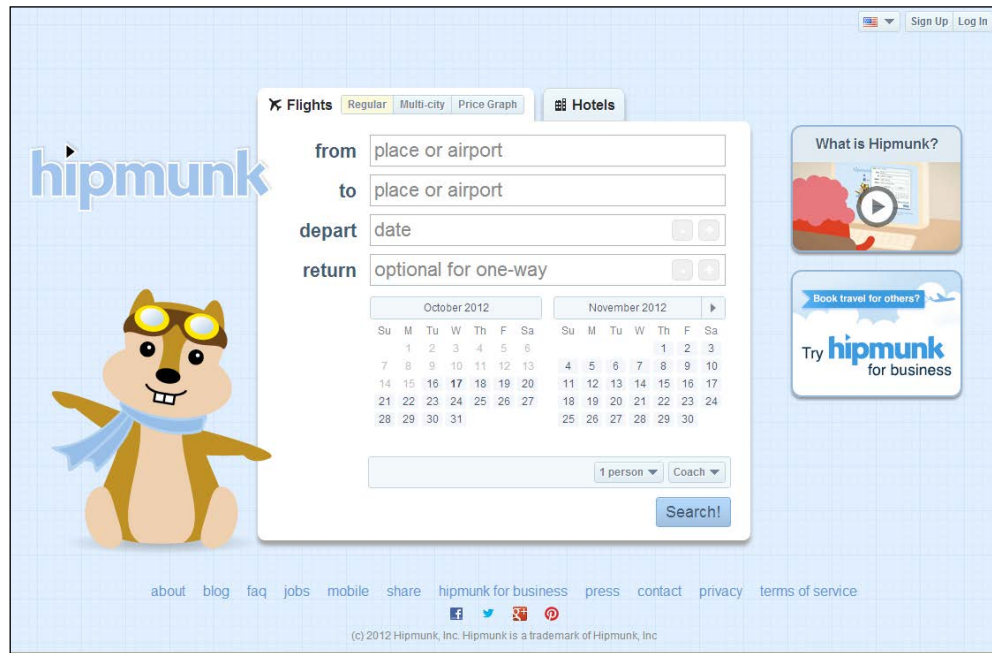 Sign Up Log In
Flights Regular Multi-city Price Graph Hotels
hipmunk
from place or airport
to place or airport
depart date - +
return optional for one-way - +
October 2012
Su M Tu W Th F Sa
1 2 3 4 5 6
7 8 9 10 11 12 13
14 15 16 17 18 19 20
21 22 23 24 25 26 27
28 29 30 31
November 2012
Su M Tu W Th F Sa
1 2 3
4 5 6 7 8 9 10
11 12 13 14 15 16 17
18 19 20 21 22 23 24
25 26 27 28 29 30
1 person Coach
Search!
What is Hipmunk?
Book travel for others?
Try hipmunk
for business
about blog faq jobs mobile share hipmunk for business press contact privacy terms of service
(c) 2012 Hipmunk, Inc. Hipmunk is a trademark of Hipmunk, Inc